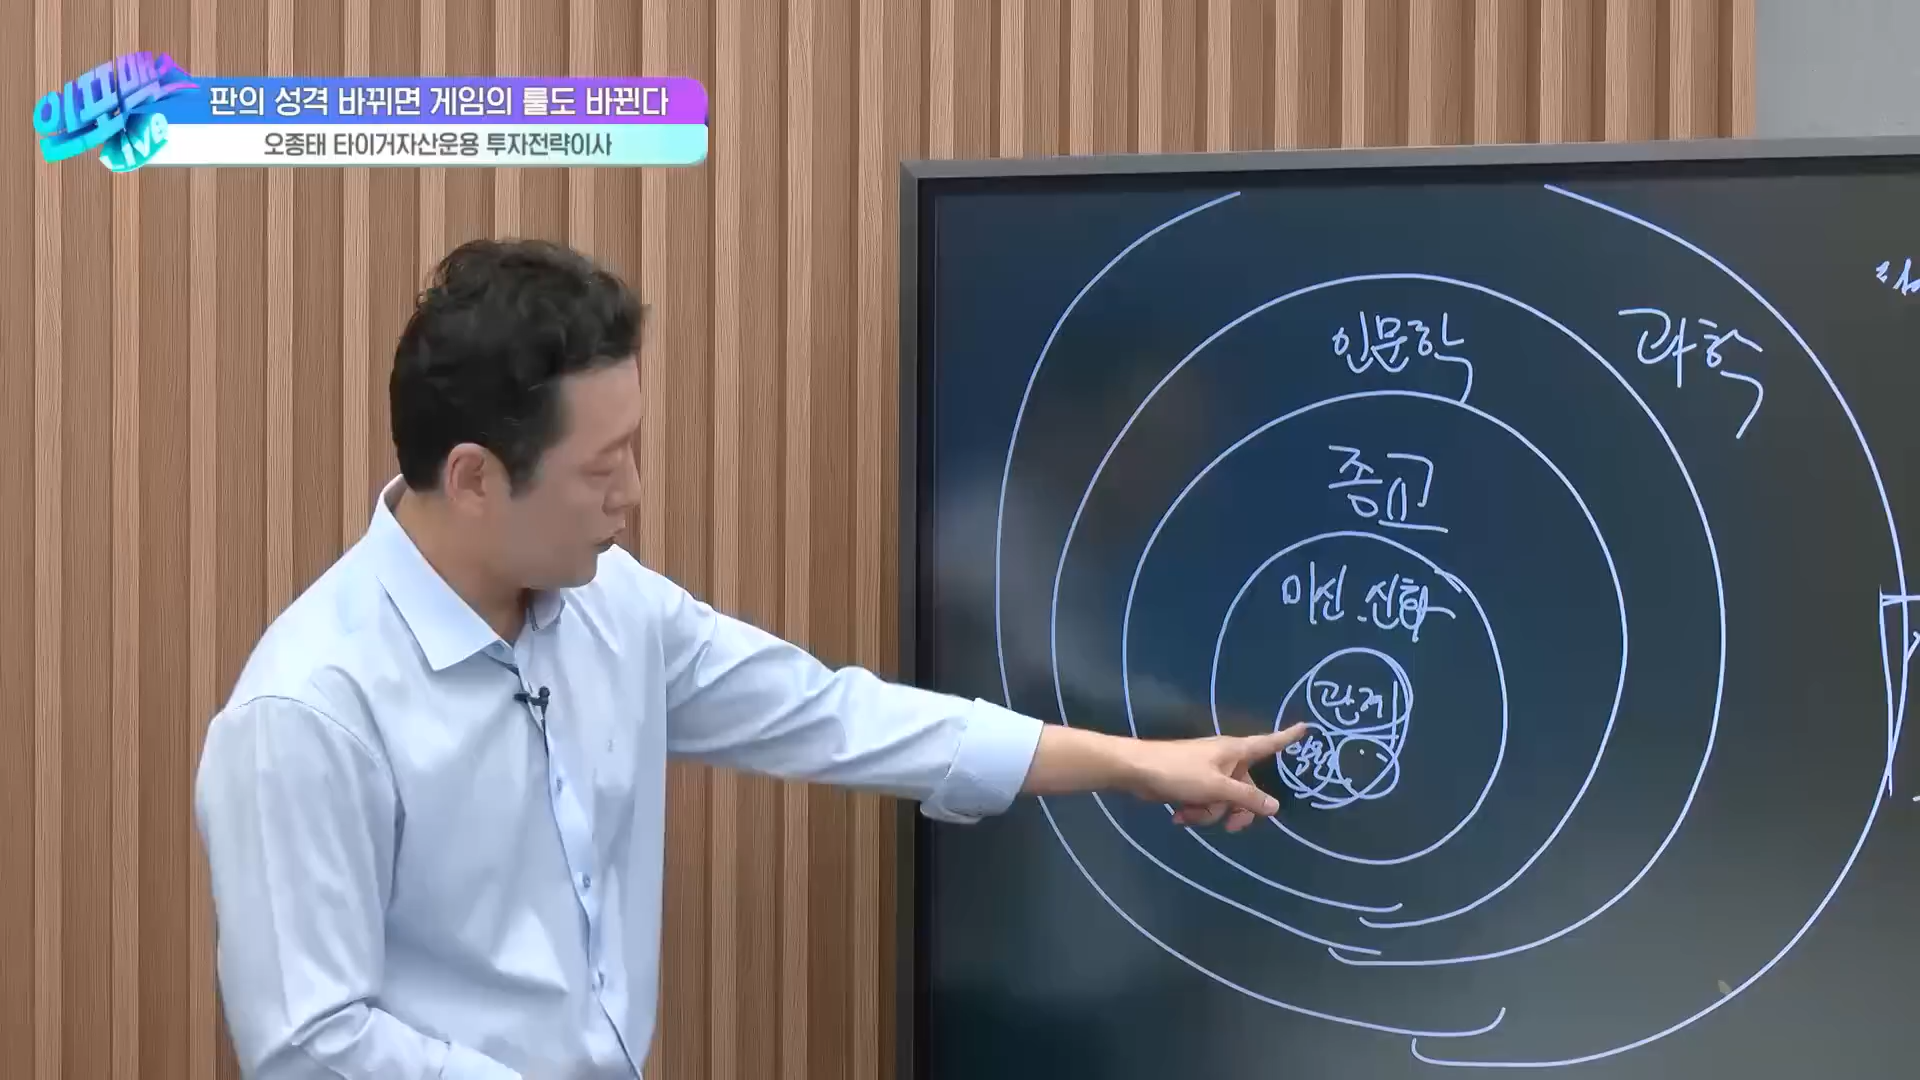 인포맥스
Live
판의 성격 바뀌면 게임의 룰도 바뀐다
오종태 타이거자산운용 투자전략이사
과학
인문학
종교
미신.신화
관계